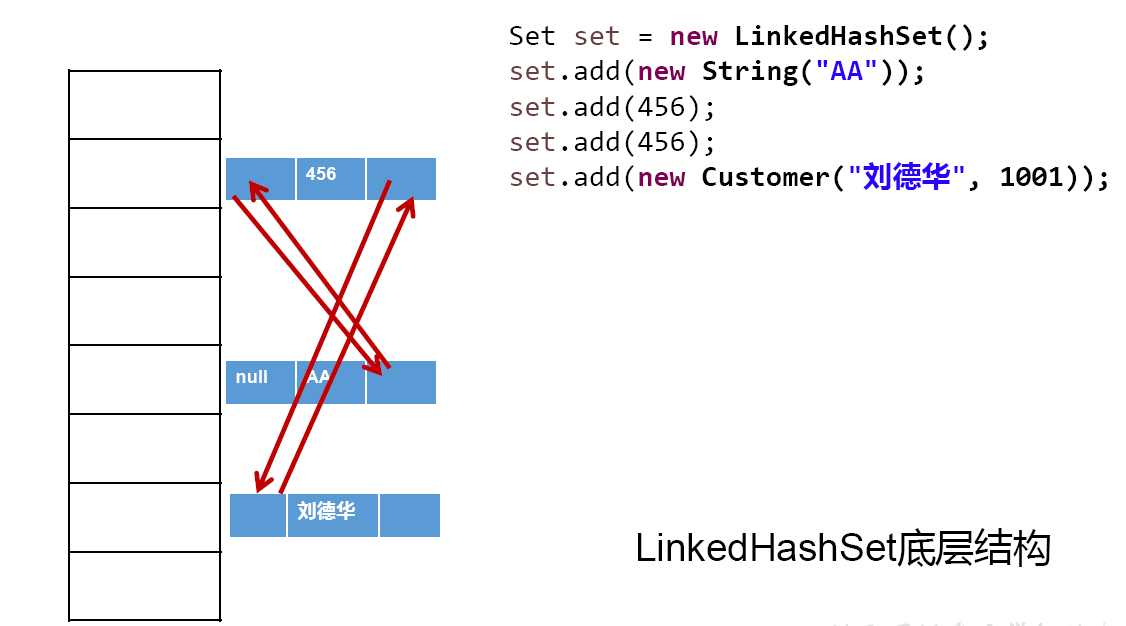 Set set = new LinkedHashSet();
set.add(new String("AA"));
set.add(456);
set.add(456);
set.add(new Customer("刘德华", 1001));
456
null AA
刘德华
LinkedHashSet底层结构